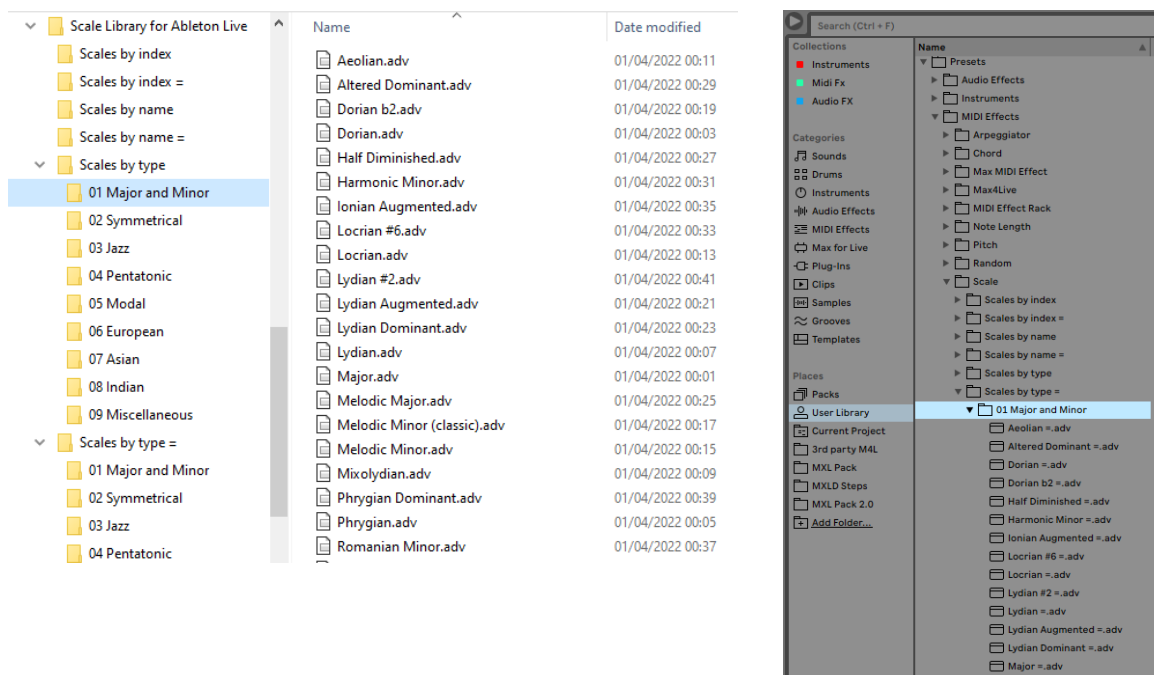 Scale Library for Ableton Live
Scales by index
Scales by index =
Scales by name
Scales by name =
Scales by type
01 Major and Minor
02 Symmetrical
03 Jazz
04 Pentatonic
05 Modal
06 European
07 Asian
08 Indian
09 Miscellaneous
Scales by type =
01 Major and Minor
02 Symmetrical
03 Jazz
04 Pentatonic
Name Date modified
Aeolian.adv 01/04/2022 00:11
Altered Dominant.adv 01/04/2022 00:29
Dorian b2.adv 01/04/2022 00:19
Dorian.adv 01/04/2022 00:03
Half Diminished.adv 01/04/2022 00:27
Harmonic Minor.adv 01/04/2022 00:31
Ionian Augmented.adv 01/04/2022 00:35
Locrian #6.adv 01/04/2022 00:33
Locrian.adv 01/04/2022 00:13
Lydian #2.adv 01/04/2022 00:41
Lydian Augmented.adv 01/04/2022 00:21
Lydian Dominant.adv 01/04/2022 00:23
Lydian.adv 01/04/2022 00:07
Major.adv 01/04/2022 00:01
Melodic Major.adv 01/04/2022 00:25
Melodic Minor (classic).adv 01/04/2022 00:17
Melodic Minor.adv 01/04/2022 00:15
Mixolydian.adv 01/04/2022 00:09
Phrygian Dominant.adv 01/04/2022 00:39
Phrygian.adv 01/04/2022 00:05
Romanian Minor.adv 01/04/2022 00:37
Search (Ctrl + F)
Collections
Instruments
Midi Fx
Audio FX
Categories
Sounds
Drums
Instruments
Audio Effects
MIDI Effects
Max for Live
Plug-Ins
Clips
Samples
Grooves
Templates
Places
Packs
User Library
Current Project
3rd party M4L
MXL Pack
MXLD Steps
MXL Pack 2.0
Add Folder...
Name
Presets
Audio Effects
Instruments
MIDI Effects
Arpeggiator
Chord
Max MIDI Effect
Max4Live
MIDI Effect Rack
Note Length
Pitch
Random
Scale
Scales by index
Scales by index =
Scales by name
Scales by name =
Scales by type
Scales by type =
01 Major and Minor
Aeolian =.adv
Altered Dominant =.adv
Dorian =.adv
Dorian b2 =.adv
Half Diminished =.adv
Harmonic Minor =.adv
Ionian Augmented =.adv
Locrian #6 =.adv
Locrian =.adv
Lydian #2 =.adv
Lydian =.adv
Lydian Augmented =.adv
Lydian Dominant =.adv
Major =.adv